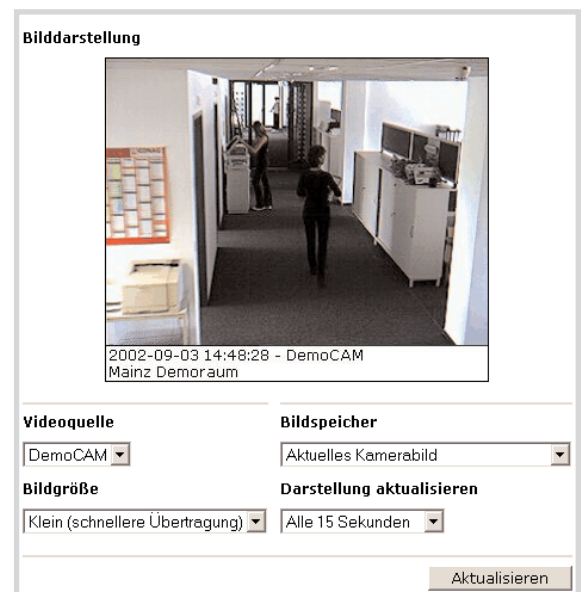 Bilddarstellung
2002-09-03 14:48:28 - DemoCAM
Mainz Demoraum
Videoquelle
Bildspeicher
DemoCAM
Aktuelles Kamerabild
Bildgröße
Darstellung aktualisieren
Klein (schnellere Übertragung)
Alle 15 Sekunden
Aktualisieren